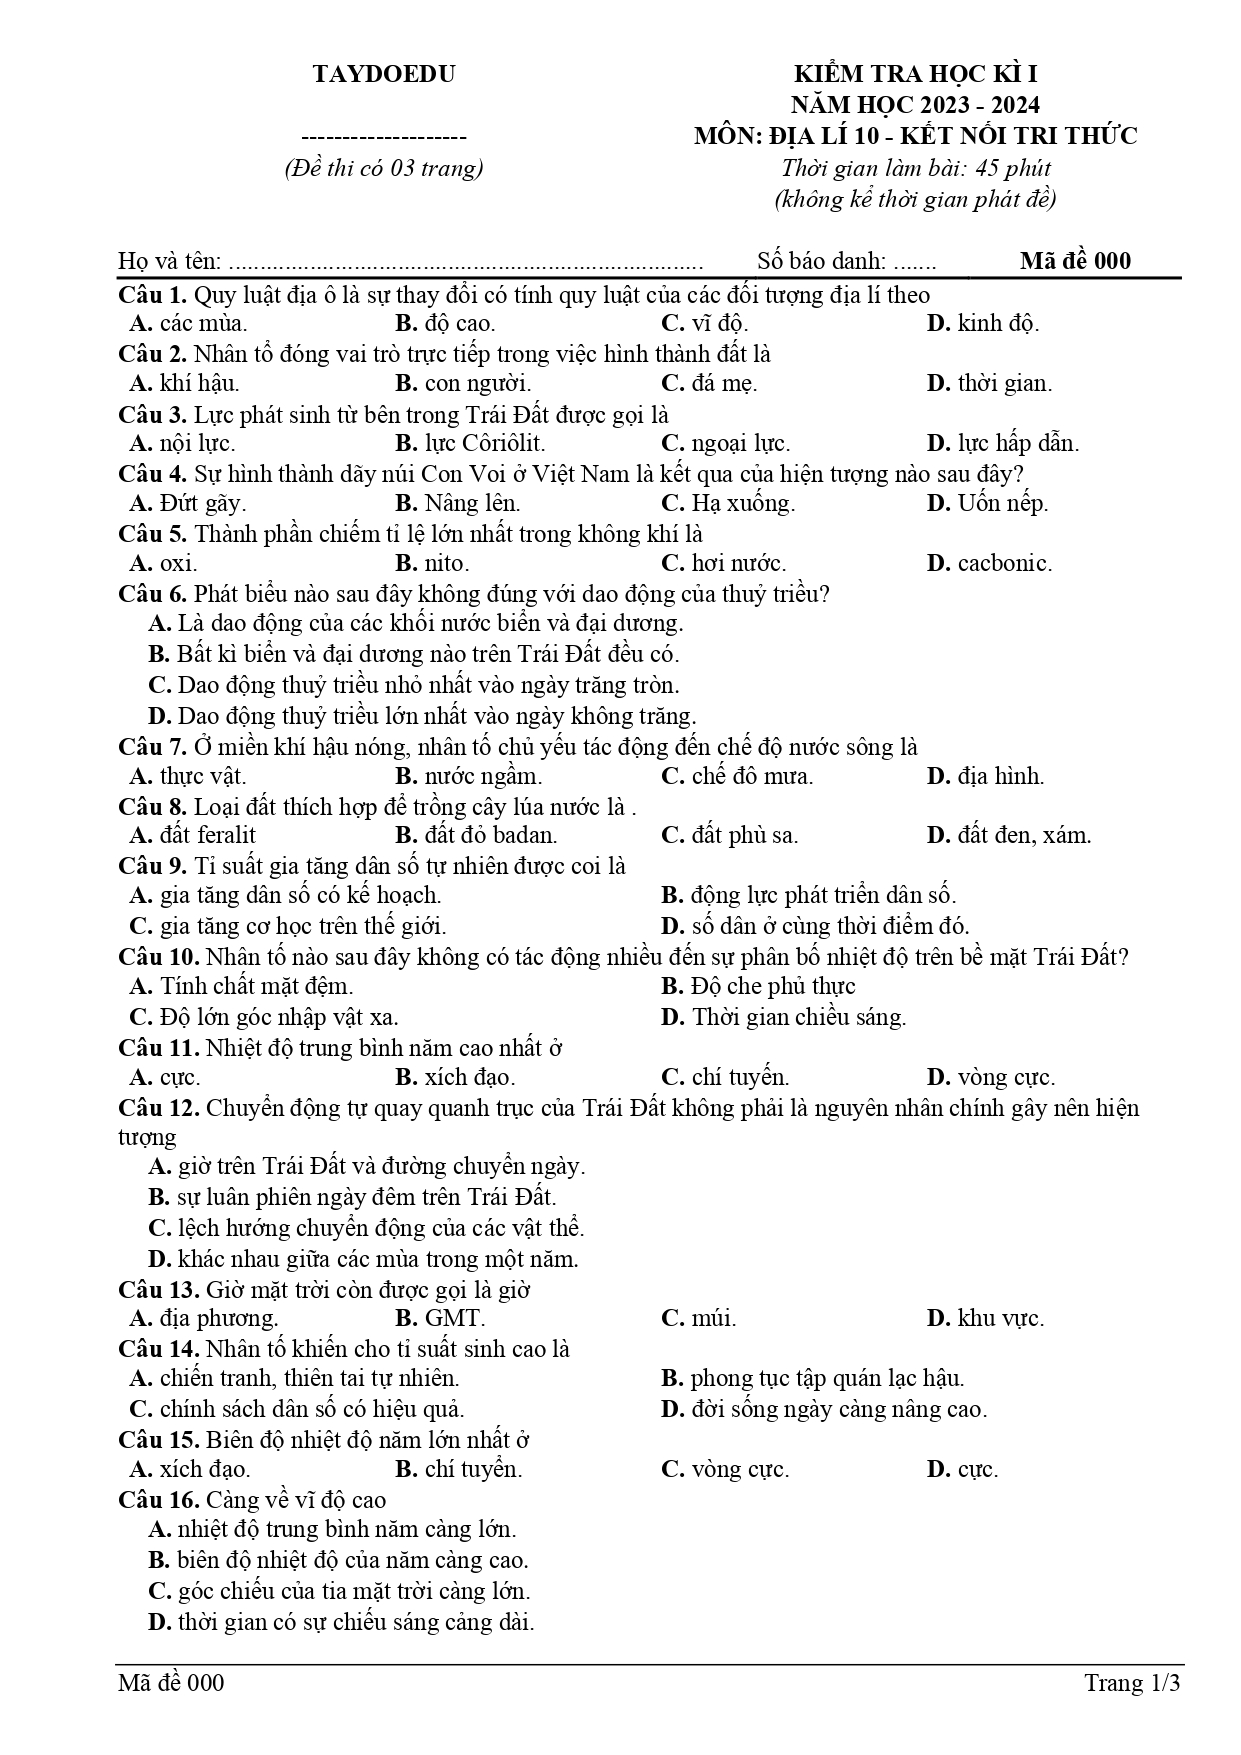 TAYDOEDU
--------------------
(Đề thi có 03 trang)
KIỂM TRA HỌC KÌ I
NĂM HỌC 2023 - 2024
MÔN: ĐỊA LÍ 10 - KẾT NỐI TRI THỨC
Thời gian làm bài: 45 phút
(không kể thời gian phát đề)
Họ và tên: ................................................................................ Số báo danh: ....... Mã đề 000
Câu 1. Quy luật địa ô là sự thay đổi có tính quy luật của các đối tượng địa lí theo
A. các mùa. B. độ cao. C. vĩ độ. D. kinh độ.
Câu 2. Nhân tổ đóng vai trò trực tiếp trong việc hình thành đất là
A. khí hậu. B. con người. C. đá mẹ. D. thời gian.
Câu 3. Lực phát sinh từ bên trong Trái Đất được gọi là
A. nội lực. B. lực Côriôlit. C. ngoại lực. D. lực hấp dẫn.
Câu 4. Sự hình thành dãy núi Con Voi ở Việt Nam là kết qua của hiện tượng nào sau đây?
A. Đứt gãy. B. Nâng lên. C. Hạ xuống. D. Uốn nếp.
Câu 5. Thành phần chiếm tỉ lệ lớn nhất trong không khí là
A. oxi. B. nito. C. hơi nước. D. cacbonic.
Câu 6. Phát biểu nào sau đây không đúng với dao động của thuỷ triều?
A. Là dao động của các khối nước biển và đại dương.
B. Bất kì biển và đại dương nào trên Trái Đất đều có.
C. Dao động thuỷ triều nhỏ nhất vào ngày trăng tròn.
D. Dao động thuỷ triều lớn nhất vào ngày không trăng.
Câu 7. Ở miền khí hậu nóng, nhân tố chủ yếu tác động đến chế độ nước sông là
A. thực vật. B. nước ngầm. C. chế đô mưa. D. địa hình.
Câu 8. Loại đất thích hợp để trồng cây lúa nước là .
A. đất feralit B. đất đỏ badan. C. đất phù sa. D. đất đen, xám.
Câu 9. Tỉ suất gia tăng dân số tự nhiên được coi là
A. gia tăng dân số có kế hoạch. B. động lực phát triển dân số.
C. gia tăng cơ học trên thế giới. D. số dân ở cùng thời điểm đó.
Câu 10. Nhân tố nào sau đây không có tác động nhiều đến sự phân bố nhiệt độ trên bề mặt Trái Đất?
A. Tính chất mặt đệm. B. Độ che phủ thực
C. Độ lớn góc nhập vật xa. D. Thời gian chiều sáng.
Câu 11. Nhiệt độ trung bình năm cao nhất ở
A. cực. B. xích đạo. C. chí tuyến. D. vòng cực.
Câu 12. Chuyển động tự quay quanh trục của Trái Đất không phải là nguyên nhân chính gây nên hiện
tượng
A. giờ trên Trái Đất và đường chuyển ngày.
B. sự luân phiên ngày đêm trên Trái Đất.
C. lệch hướng chuyển động của các vật thể.
D. khác nhau giữa các mùa trong một năm.
Câu 13. Giờ mặt trời còn được gọi là giờ
A. địa phương. B. GMT. C. múi. D. khu vực.
Câu 14. Nhân tố khiến cho tỉ suất sinh cao là
A. chiến tranh, thiên tai tự nhiên. B. phong tục tập quán lạc hậu.
C. chính sách dân số có hiệu quả. D. đời sống ngày càng nâng cao.
Câu 15. Biên độ nhiệt độ năm lớn nhất ở
A. xích đạo. B. chí tuyển. C. vòng cực. D. cực.
Câu 16. Càng về vĩ độ cao
A. nhiệt độ trung bình năm càng lớn.
B. biên độ nhiệt độ của năm càng cao.
C. góc chiếu của tia mặt trời càng lớn.
D. thời gian có sự chiếu sáng cảng dài.
Mã đề 000 Trang 1/3